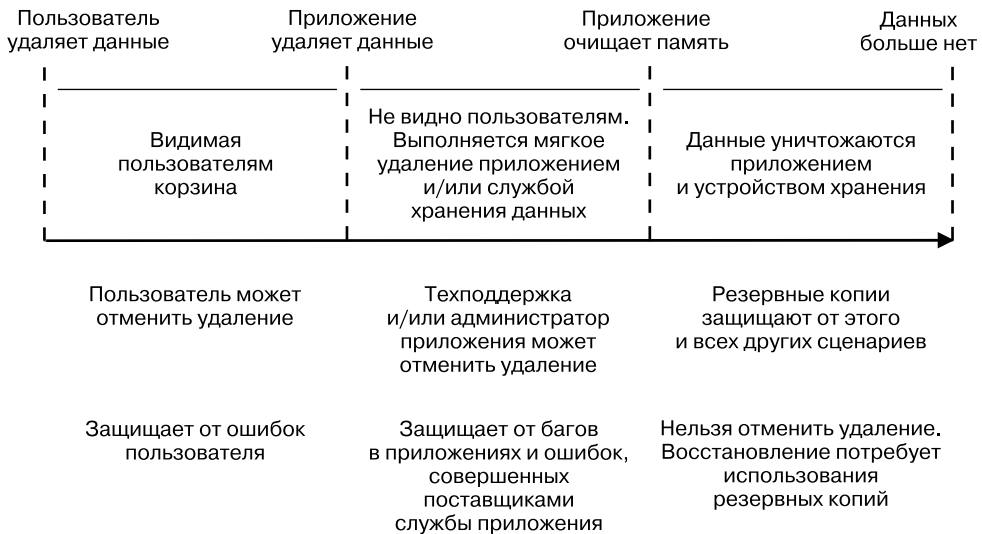 Пользователь
удаляет данные
Приложение
удаляет данные
Приложение
очищает память
Данных
больше нет
Видимая
пользователям
корзина
Не видно пользователям.
Выполняется мягкое
удаление приложением
и/или службой
хранения данных
Данные уничтожаются
приложением
и устройством хранения
Пользователь может
отменить удаление
Техподдержка
и/или администратор
приложения может
отменить удаление
Резервные копии
защищают от этого
и всех других сценариев
Защищает от ошибок
пользователя
Защищает от багов
в приложениях и ошибок,
совершенных
поставщиками
службы приложения
Нельзя отменить удаление.
Восстановление потребует
использования
резервных копий